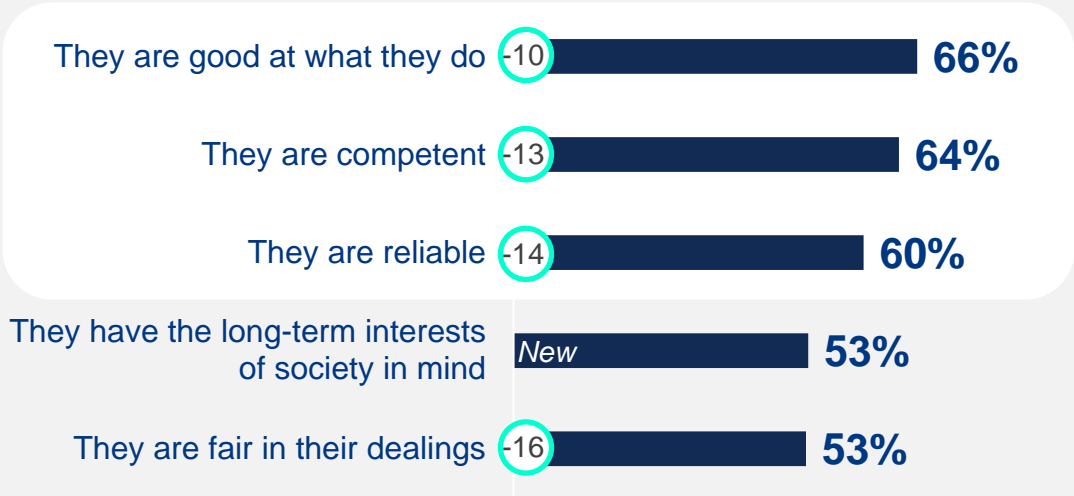 They are good at what they do -10 66%
They are competent -13 64%
They are reliable -14 60%
They have the long-term interests
of society in mind New 53%
They are fair in their dealings -16 53%